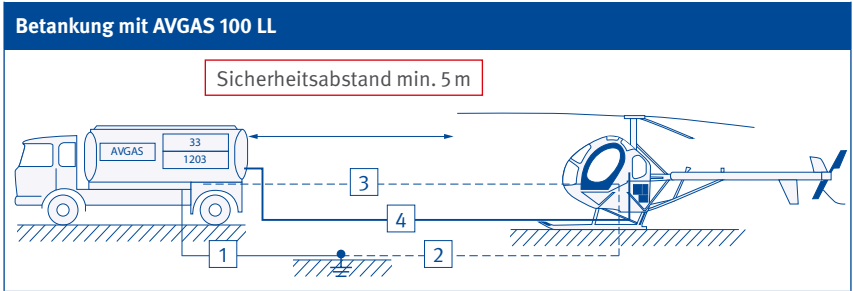 Betankung mit AVGAS 100 LL
Sicherheitsabstand min. 5 m
AVGAS
33
1203
3
4
1
2